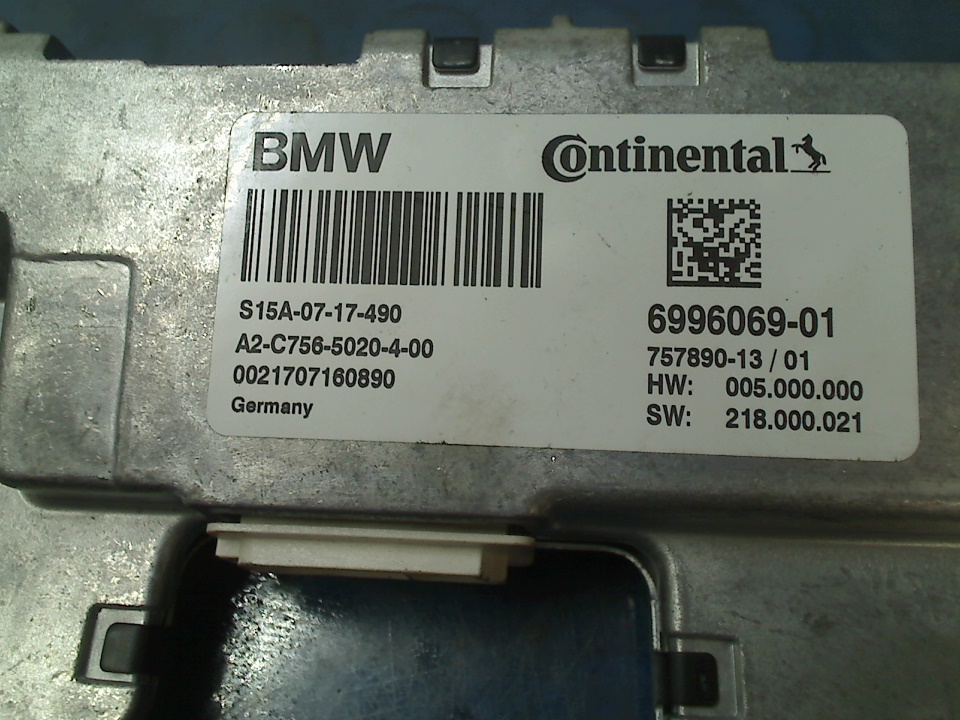 BMW
Continental
S15A-07-17-490
A2-C756-5020-4-00
0021707160890
Germany
6996069-01
757890-13 / 01
HW: 005.000.000
SW: 218.000.021